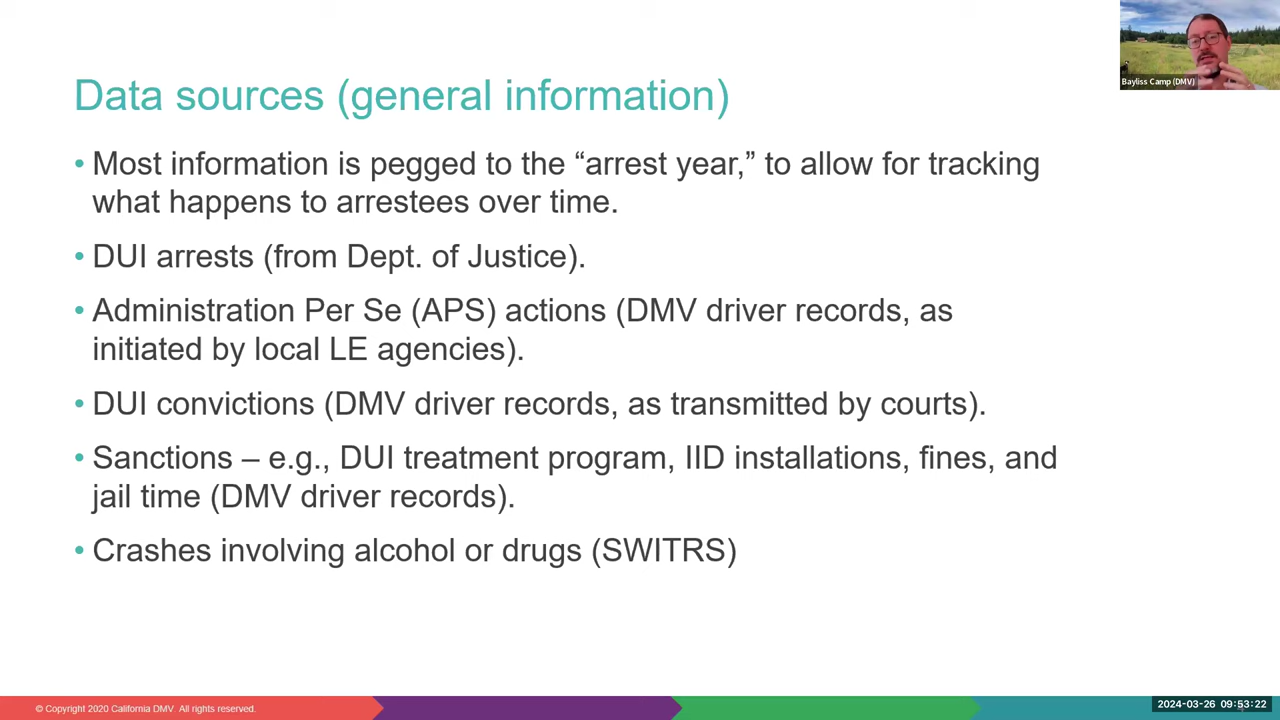 Bayliss Camp (DMV)
Data sources (general information)
• Most information is pegged to the “arrest year,” to allow for tracking
what happens to arrestees over time.
• DUI arrests (from Dept. of Justice).
• Administration Per Se (APS) actions (DMV driver records, as
initiated by local LE agencies).
• DUI convictions (DMV driver records, as transmitted by courts).
• Sanctions – e.g., DUI treatment program, IID installations, fines, and
jail time (DMV driver records).
• Crashes involving alcohol or drugs (SWITRS)
© Copyright 2020 California DMV. All rights reserved.
2024-03-26 09:53:22